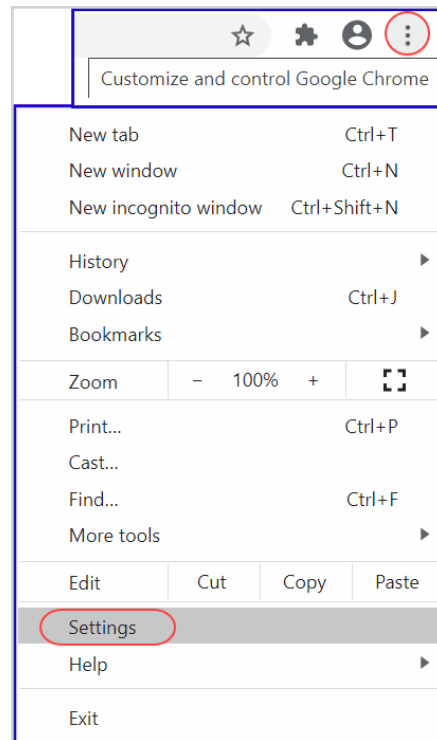 Customize and control Google Chrome
New tab Ctrl+T
New window Ctrl+N
New incognito window Ctrl+Shift+N
History
Downloads Ctrl+J
Bookmarks
Zoom − 100% +
Print... Ctrl+P
Cast...
Find... Ctrl+F
More tools
Edit Cut Copy Paste
Settings
Help
Exit